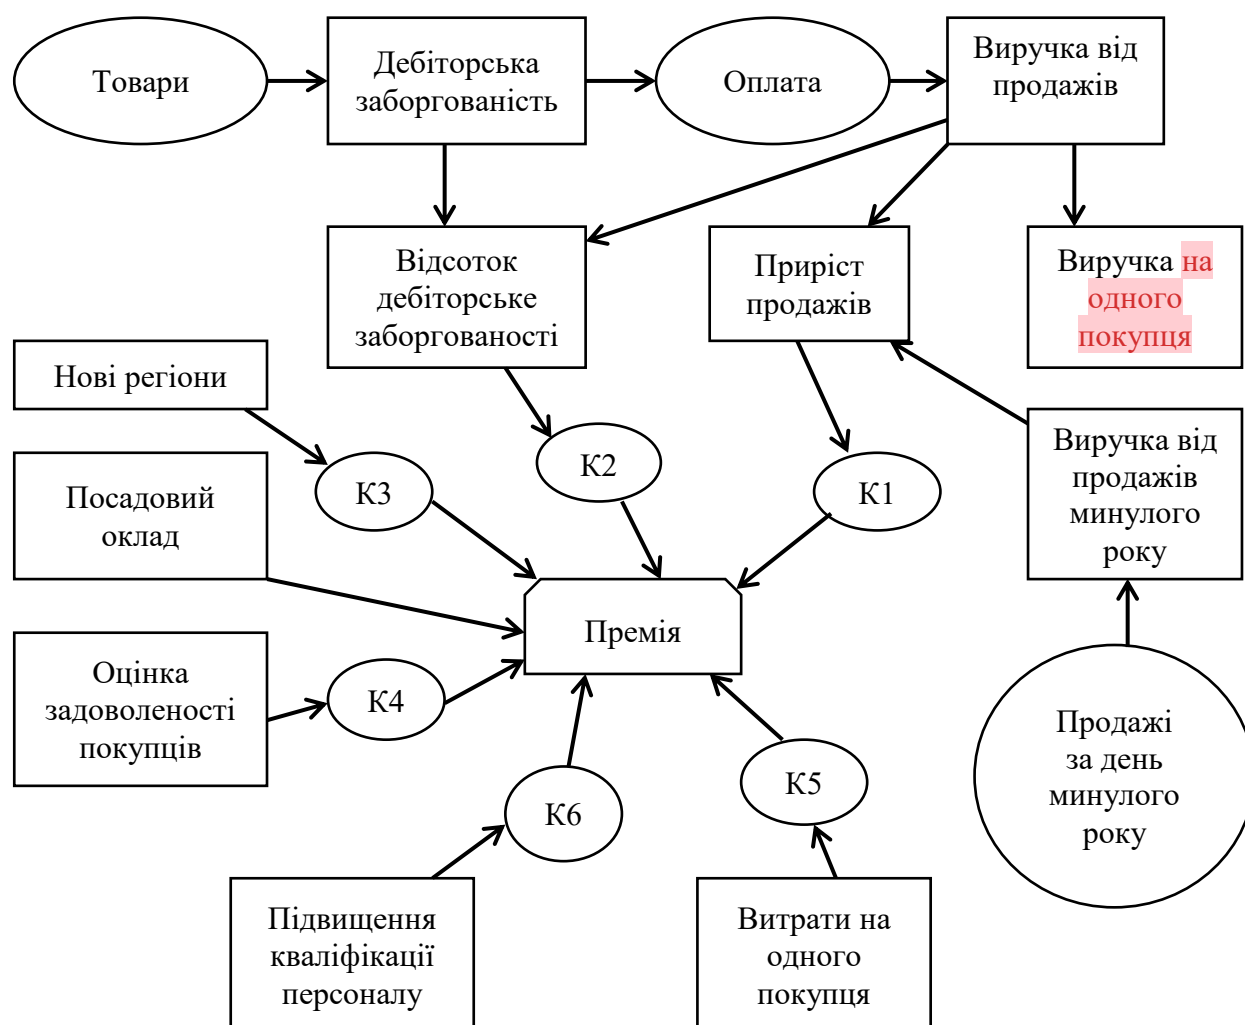 Товари
Дебіторська
заборгованість
Оплата
Виручка від
продажів
Відсоток
дебіторське
заборгованості
Приріст
продажів
Виручка на
одного
покупця
Нові регіони
К3
К2
К1
Виручка від
продажів
минулого
року
Посадовий
оклад
Премія
Оцінка
задоволеності
покупців
К4
К6
К5
Продажі
за день
минулого
року
Підвищення
кваліфікації
персоналу
Витрати на
одного
покупця